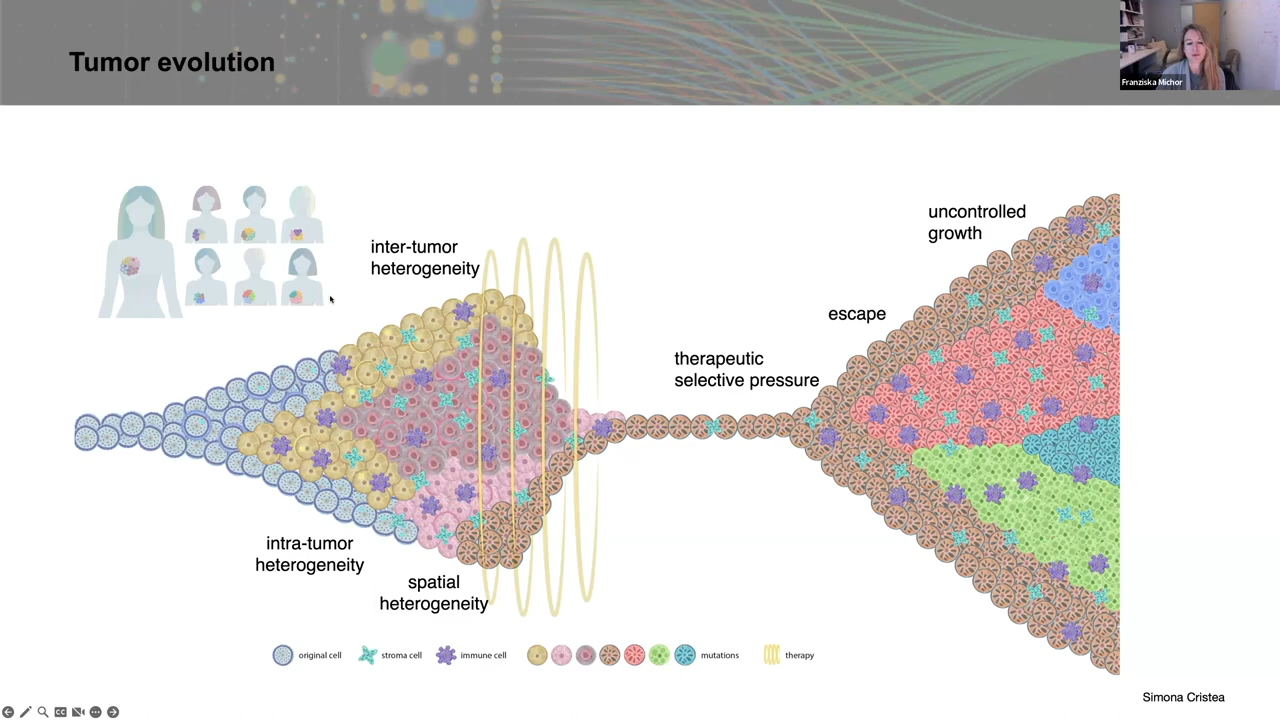 Tumor evolution
Franziska Michor
inter-tumor
heterogeneity
uncontrolled
growth
escape
therapeutic
selective pressure
intra-tumor
heterogeneity
spatial
heterogeneity
original cell
stroma cell
immune cell
mutations
therapy
Simona Cristea
CC